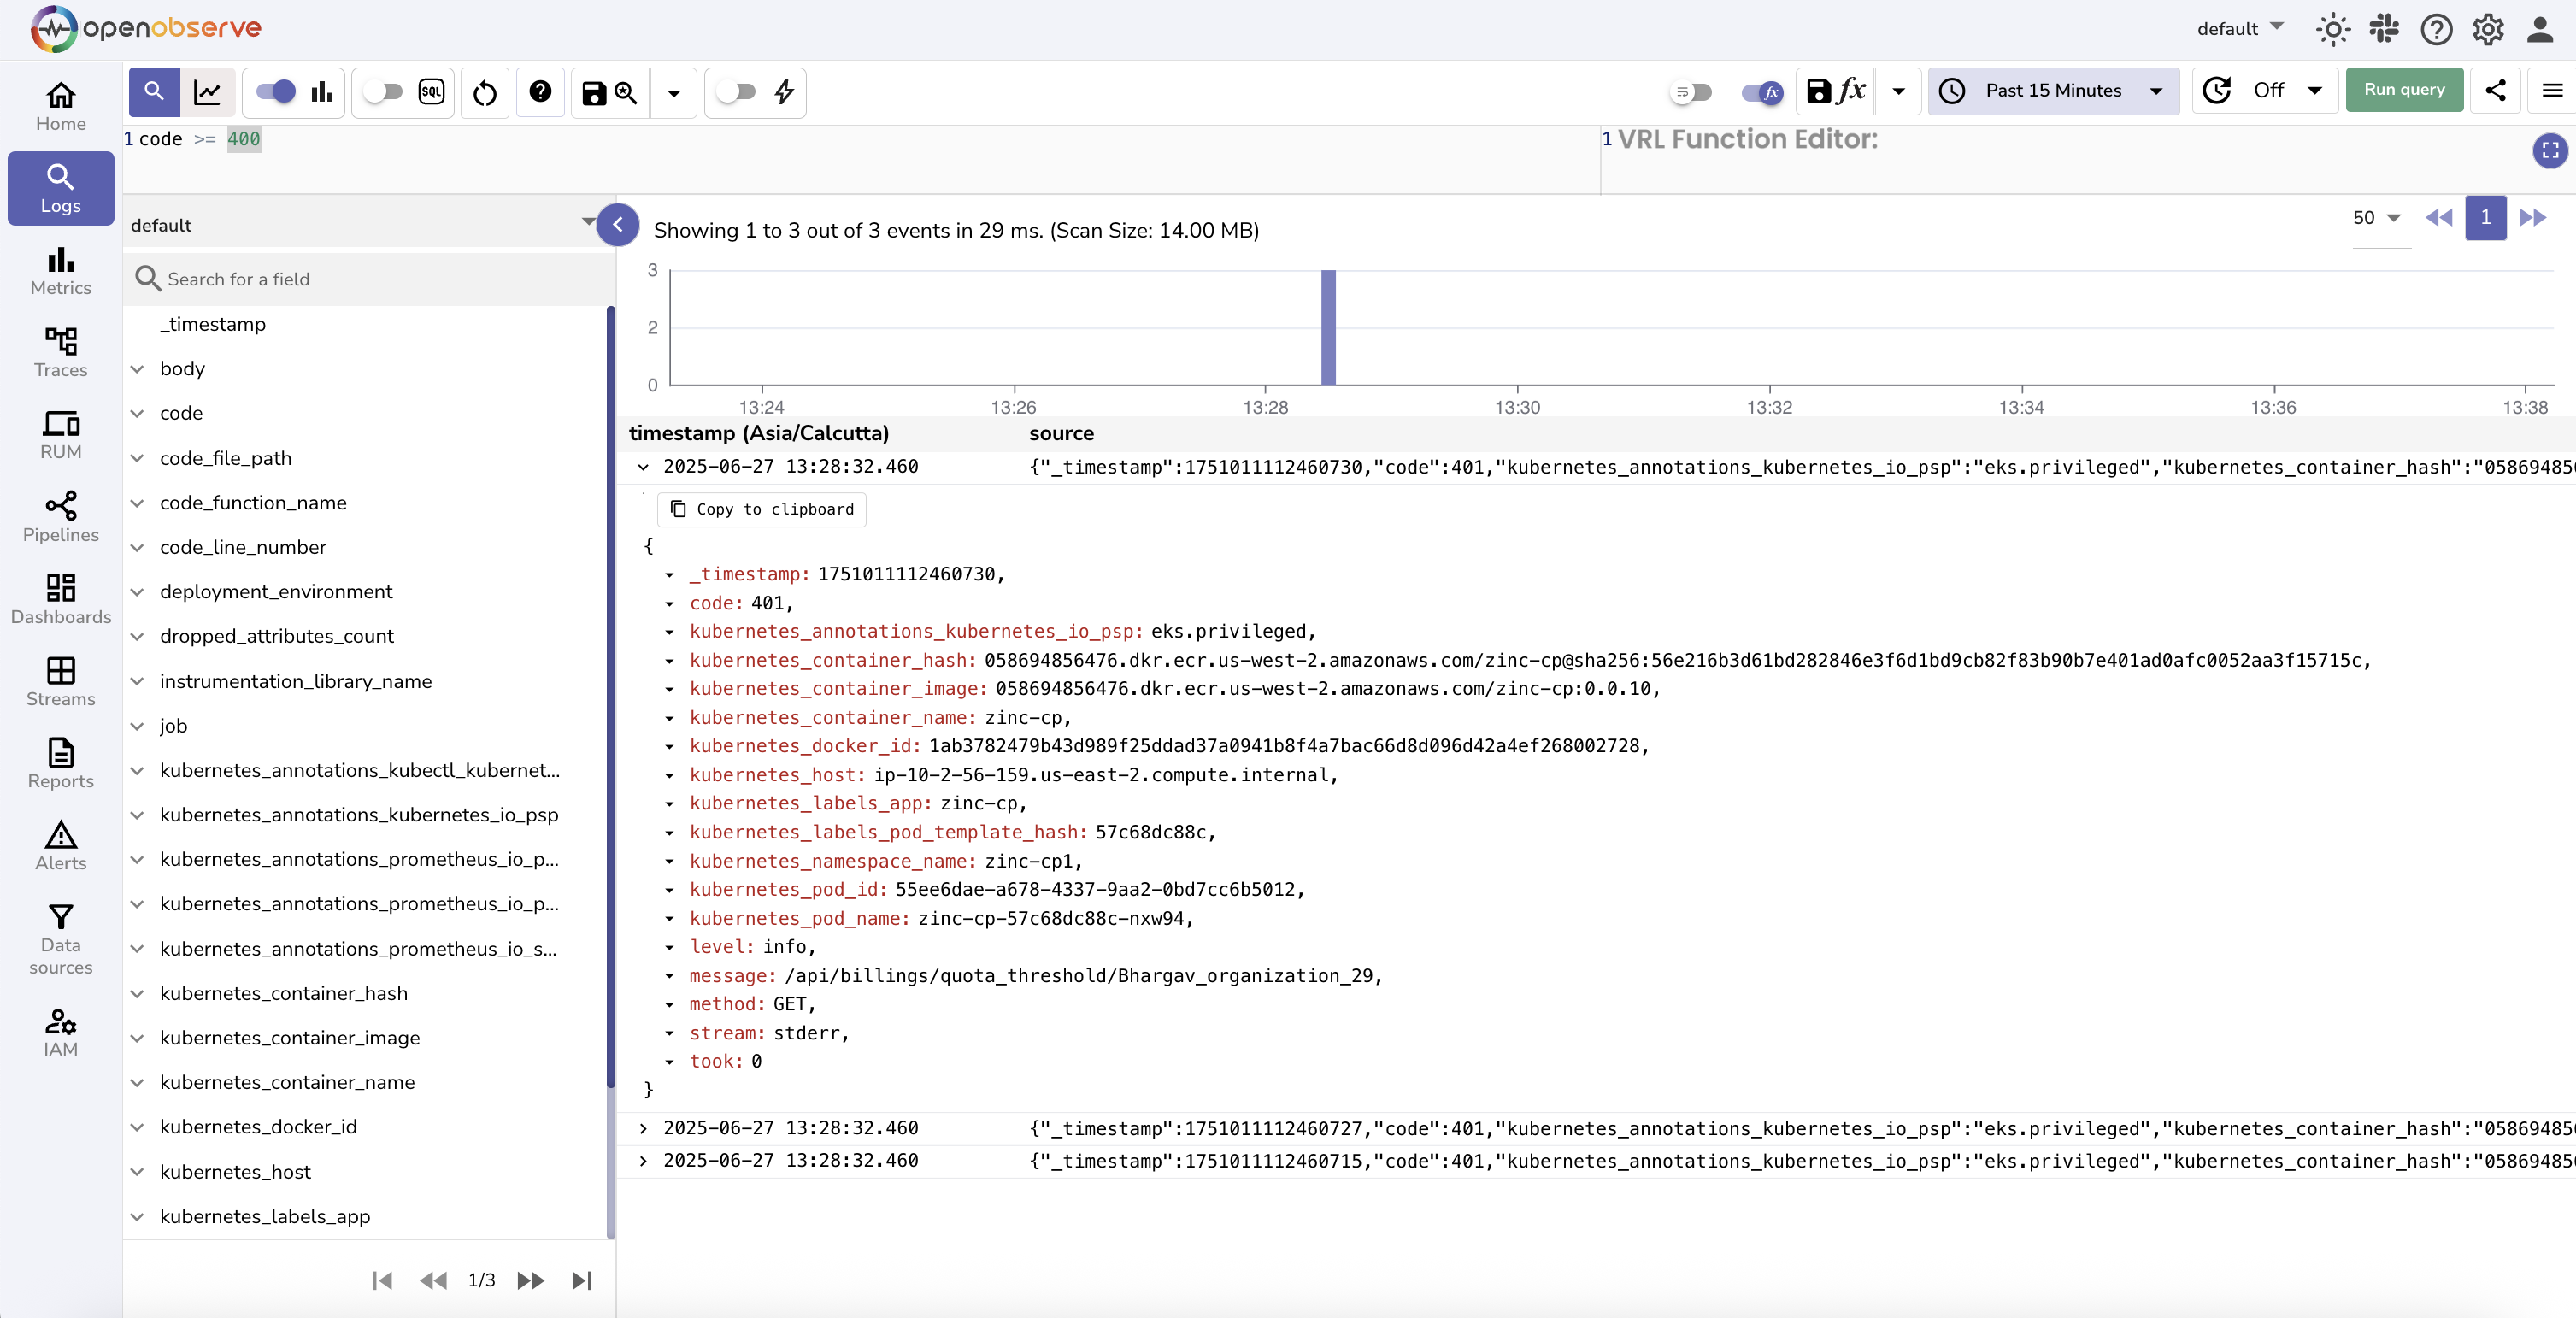 openobserve
default
Home
Logs
Metrics
Traces
RUM
Pipelines
Dashboards
Streams
Reports
Alerts
Data
sources
IAM
SQL
fx
fx
Past 15 Minutes
Off
Run query
1 code >= 400
1 VRL Function Editor:
default
Search for a field
_timestamp
body
code
code_file_path
code_function_name
code_line_number
deployment_environment
dropped_attributes_count
instrumentation_library_name
job
kubernetes_annotations_kubectl_kubernet...
kubernetes_annotations_kubernetes_io_psp
kubernetes_annotations_prometheus_io_p...
kubernetes_annotations_prometheus_io_p...
kubernetes_annotations_prometheus_io_s...
kubernetes_container_hash
kubernetes_container_image
kubernetes_container_name
kubernetes_docker_id
kubernetes_host
kubernetes_labels_app
1/3
Showing 1 to 3 out of 3 events in 29 ms. (Scan Size: 14.00 MB)
50
1
3
2
0
13:24 13:26 13:28 13:30 13:32 13:34 13:36 13:38
timestamp (Asia/Calcutta) source
2025-06-27 13:28:32.460 {"_timestamp":1751011112460730,"code":401,"kubernetes_annotations_kubernetes_io_psp":"eks.privileged","kubernetes_container_hash":"05869485
Copy to clipboard
{
_timestamp: 1751011112460730,
code: 401,
kubernetes_annotations_kubernetes_io_psp: eks.privileged,
kubernetes_container_hash: 058694856476.dkr.ecr.us-west-2.amazonaws.com/zinc-cp@sha256:56e216b3d61bd282846e3f6d1bd9cb82f83b90b7e401ad0afc0052aa3f15715c,
kubernetes_container_image: 058694856476.dkr.ecr.us-west-2.amazonaws.com/zinc-cp:0.0.10,
kubernetes_container_name: zinc-cp,
kubernetes_docker_id: 1ab3782479b43d989f25ddad37a0941b8f4a7bac66d8d096d42a4ef268002728,
kubernetes_host: ip-10-2-56-159.us-east-2.compute.internal,
kubernetes_labels_app: zinc-cp,
kubernetes_labels_pod_template_hash: 57c68dc88c,
kubernetes_namespace_name: zinc-cp1,
kubernetes_pod_id: 55ee6dae-a678-4337-9aa2-0bd7cc6b5012,
kubernetes_pod_name: zinc-cp-57c68dc88c-nxw94,
level: info,
message: /api/billings/quota_threshold/Bhargav_organization_29,
method: GET,
stream: stderr,
took: 0
}
2025-06-27 13:28:32.460 {"_timestamp":1751011112460727,"code":401,"kubernetes_annotations_kubernetes_io_psp":"eks.privileged","kubernetes_container_hash":"05869485
2025-06-27 13:28:32.460 {"_timestamp":1751011112460715,"code":401,"kubernetes_annotations_kubernetes_io_psp":"eks.privileged","kubernetes_container_hash":"05869485